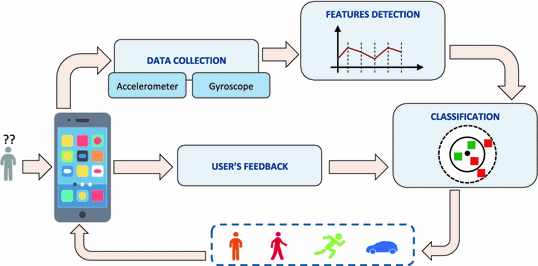 FEATURES DETECTION
DATA COLLECTION
Accelerometer Gyroscope
CLASSIFICATION
??
USER'S FEEDBACK